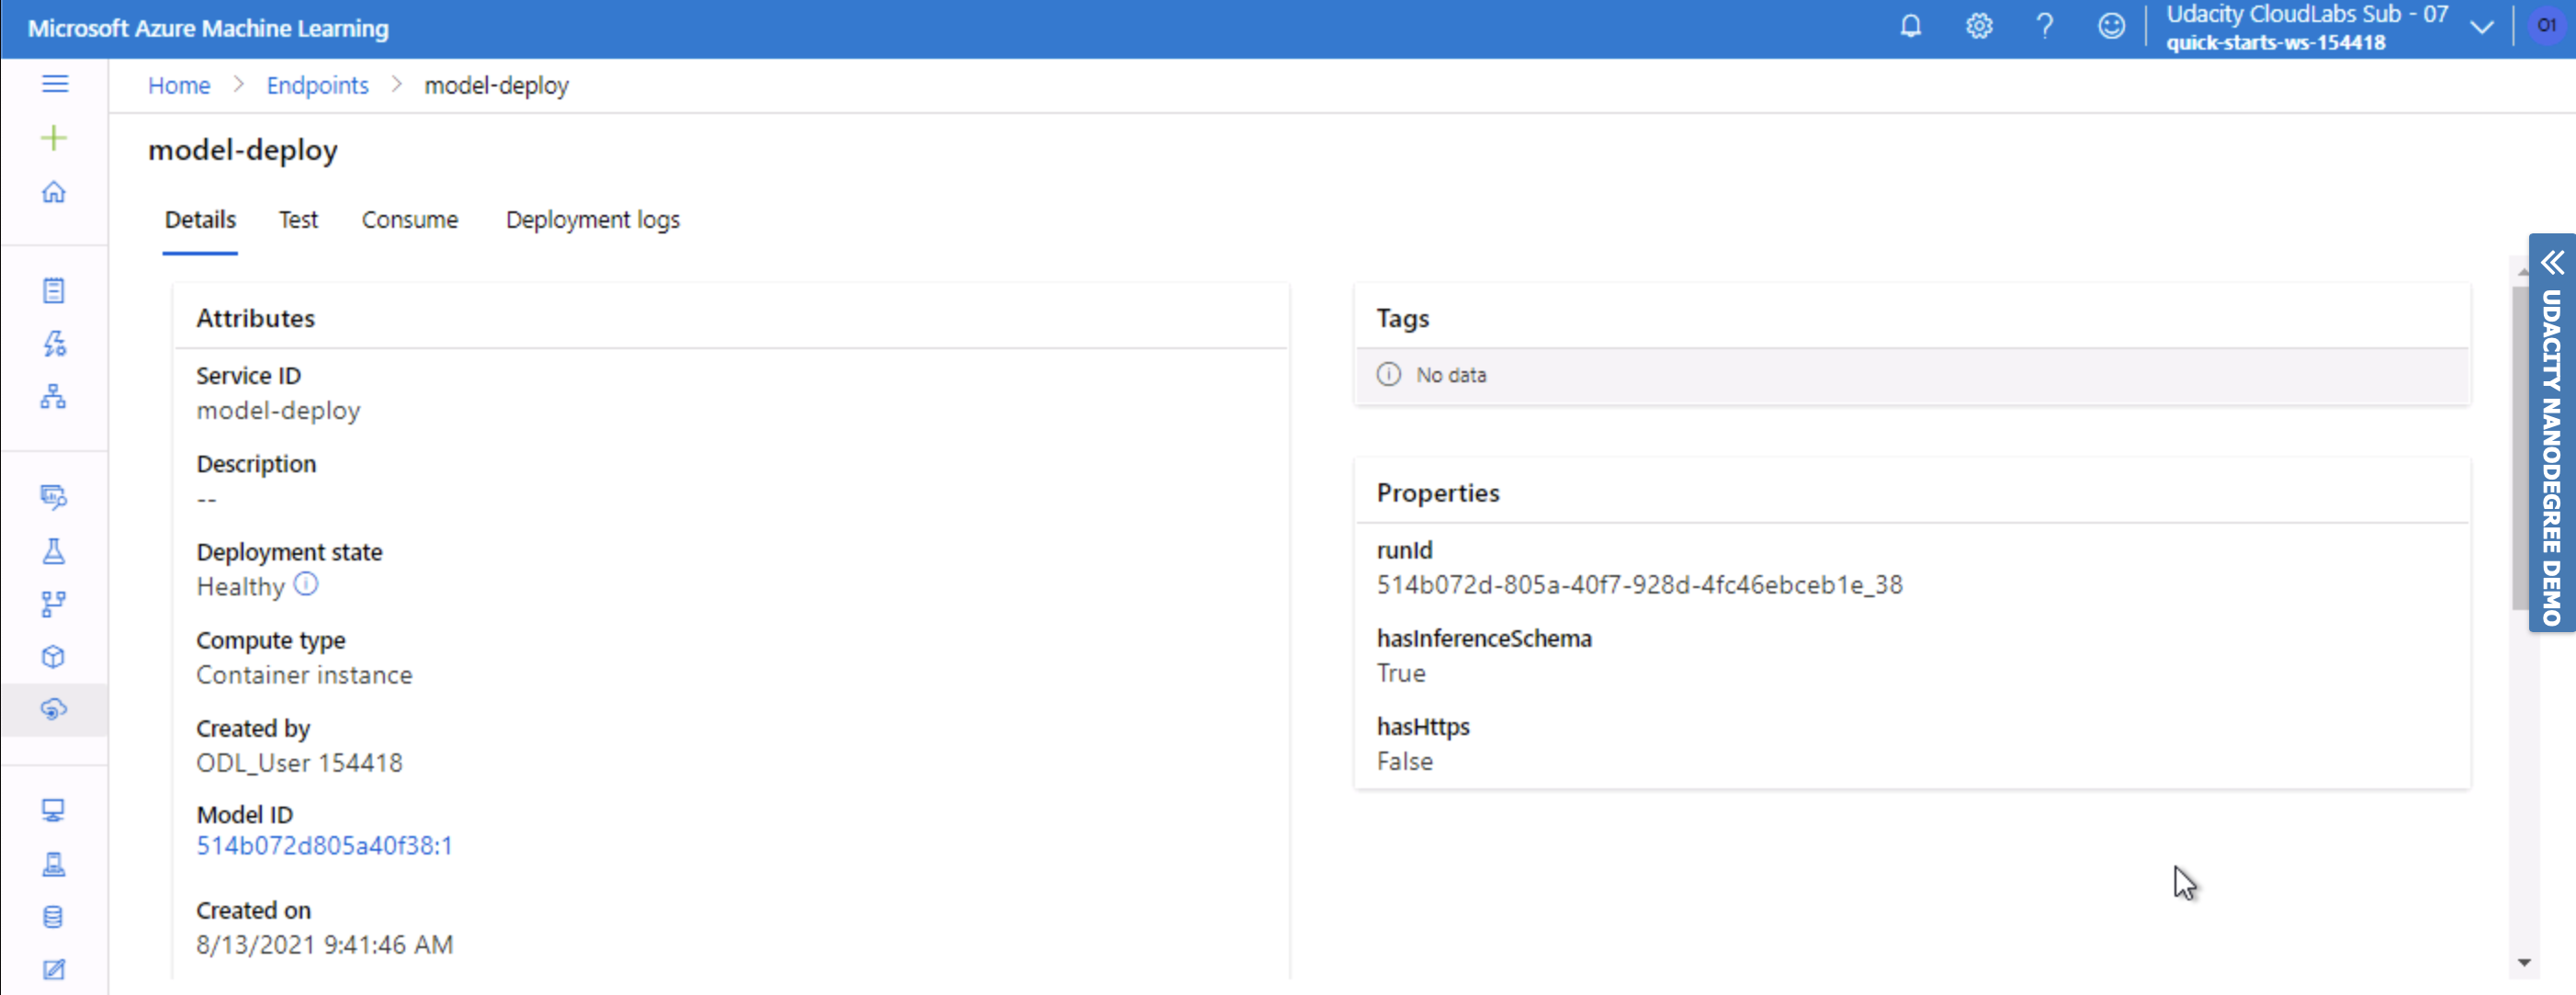 Microsoft Azure Machine Learning
Udacity CloudLabs Sub - 07
quick-starts-ws-154418
O1
Home > Endpoints > model-deploy
model-deploy
Details Test Consume Deployment logs
Attributes
Service ID
model-deploy
Description
--
Deployment state
Healthy
Compute type
Container instance
Created by
ODL_User 154418
Model ID
514b072d805a40f38:1
Created on
8/13/2021 9:41:46 AM
Tags
No data
Properties
runId
514b072d-805a-40f7-928d-4fc46ebceb1e_38
hasInferenceSchema
True
hasHttps
False
UDACITY NANODEGREE DEMO